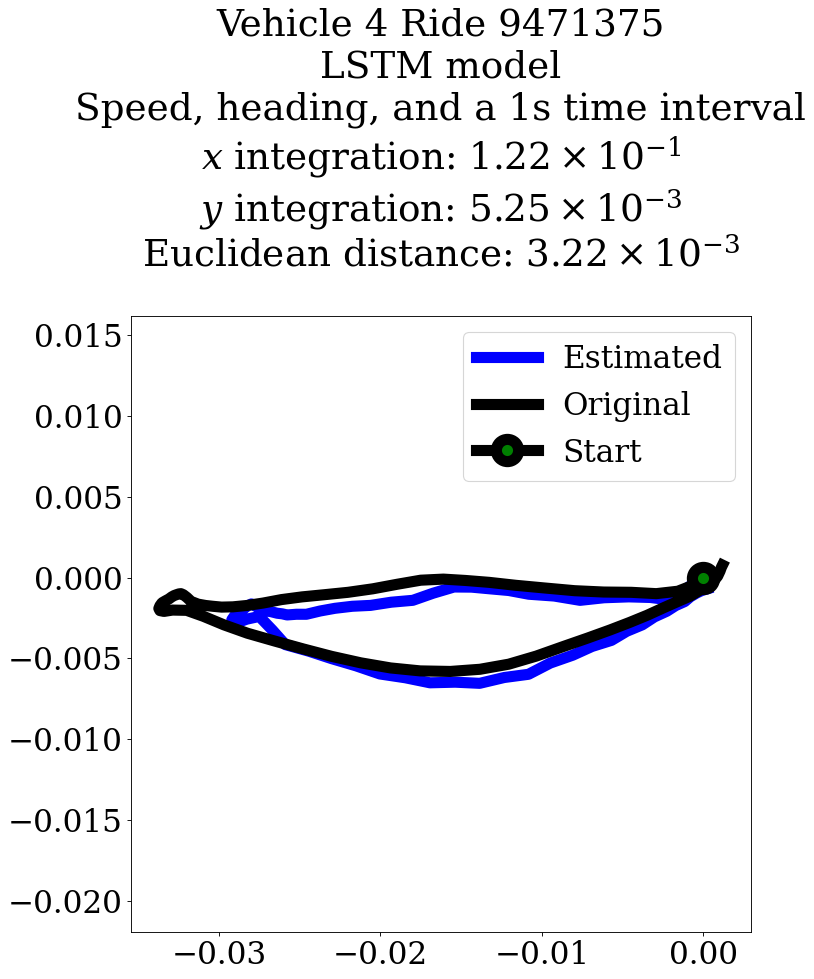 Vehicle 4 Ride 9471375
LSTM model
Speed, heading, and a 1s time interval
x integration: 1.22 × 10⁻¹
y integration: 5.25 × 10⁻³
Euclidean distance: 3.22 × 10⁻³
Estimated
Original
Start
0.015
0.010
0.005
0.000
−0.005
−0.010
−0.015
−0.020
−0.03 −0.02 −0.01 0.00